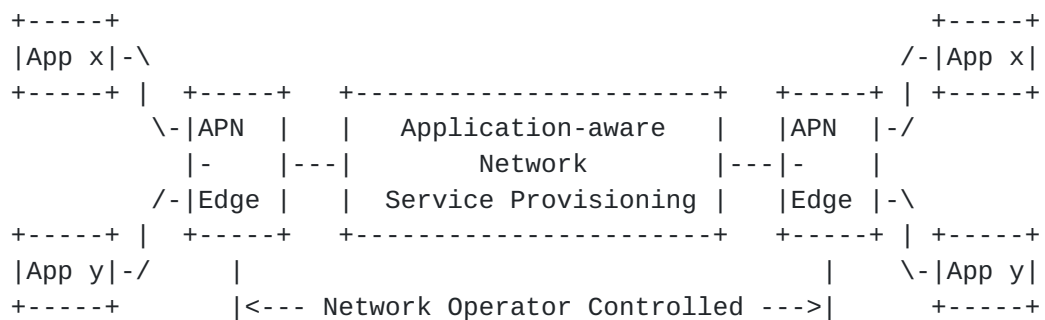 +-----+                                             +-----+
|App x|-\                                         /-|App x|
+-----+ |  +-----+   +-----------------------+   +-----+ | +-----+
        \-|APN  |   |   Application-aware   |   |APN  |-/
          |-    |---|        Network        |---|-    |
        /-|Edge |   |  Service Provisioning |   |Edge |-\
+-----+ |  +-----+   +-----------------------+   +-----+ | +-----+
|App y|-/      |                                 |    \-|App y|
+-----+        |<--- Network Operator Controlled --->|      +-----+